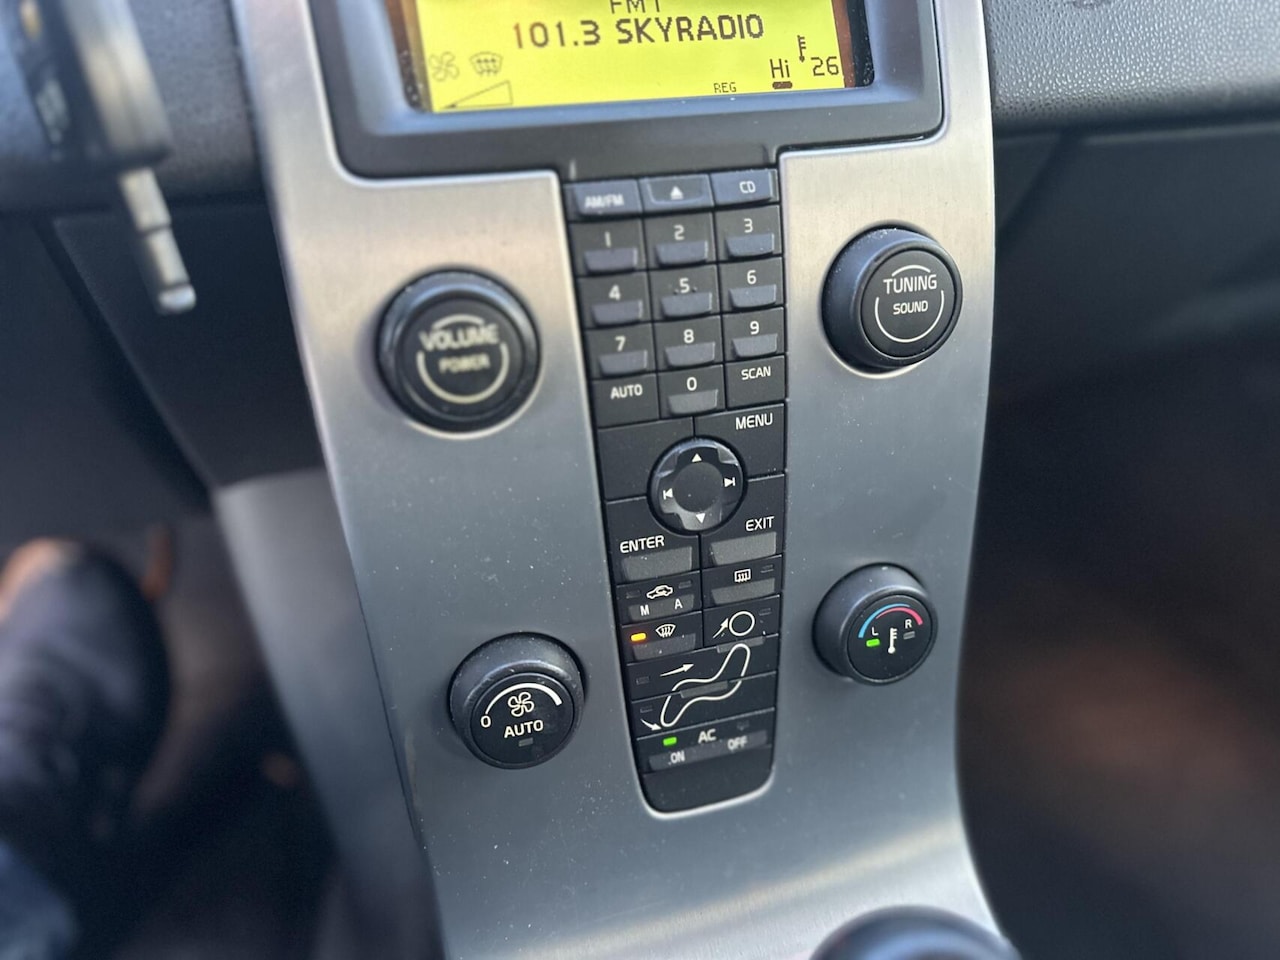 FM1
101.3 SKYRADIO
Hi 26
REG
AM/FM
CD
1 2 3
4 5 6
7 8 9
AUTO 0 SCAN
VOLUME
POWER
TUNING
SOUND
MENU
ENTER
EXIT
M A
L R
0
AUTO
AC
ON OFF